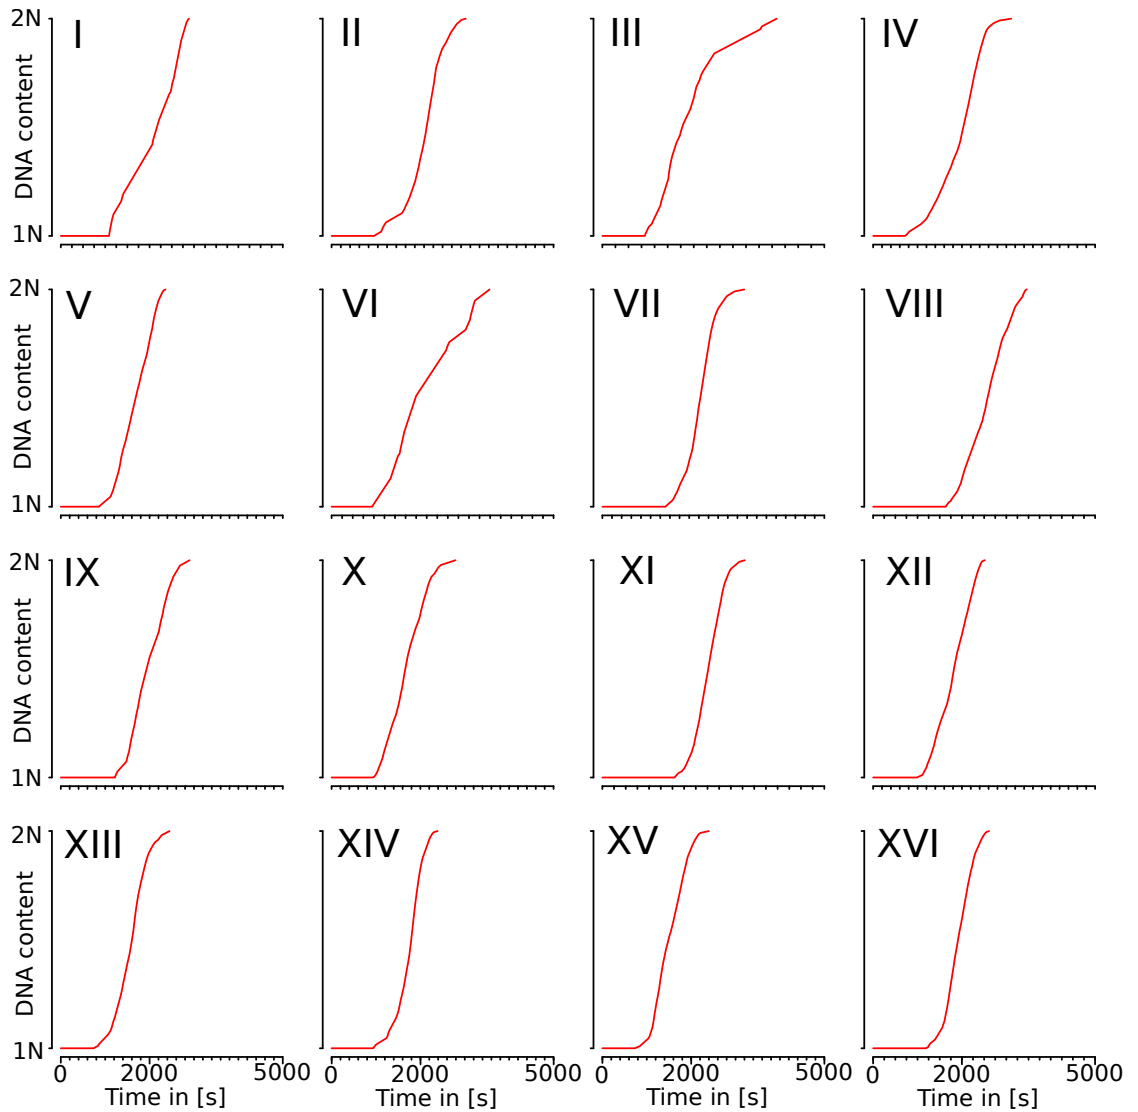 2N I II III IV
DNA content
1N
2N V VI VII VIII
DNA content
1N
2N IX X XI XII
DNA content
1N
2N XIII XIV XV XVI
DNA content
1N
0 2000 5000 0 2000 5000 0 2000 5000 0 2000 5000
Time in [s] Time in [s] Time in [s] Time in [s]